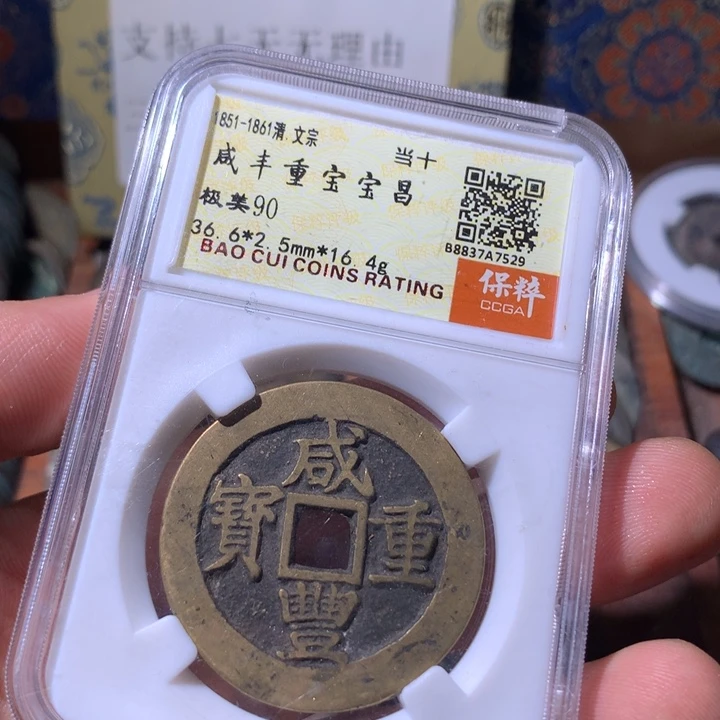 支持七天无理由
1851-1861清.文宗
咸丰重宝宝昌 当十
极美90
36.6*2.5mm*16.4g
B8837A7529
BAO CUI COINS RATING
保粹
CCGA
咸豐重寶